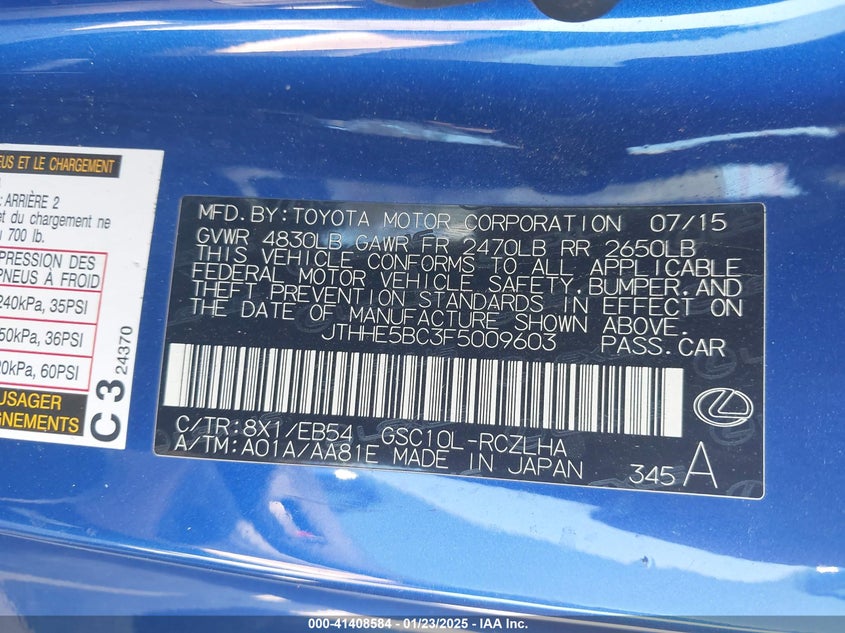 EUS ET LE CHARGEMENT
: ARRIÈRE 2
et du chargement ne
u 700 lb.
PRESSION DES
PNEUS À FROID
240kPa, 35PSI
50kPa, 36PSI
20kPa, 60PSI
USAGER
GNEMENTS
C3 24370
MFD. BY: TOYOTA MOTOR CORPORATION 07/15
GVWR 4830LB GAWR FR 2470LB RR 2650LB
THIS VEHICLE CONFORMS TO ALL APPLICABLE
FEDERAL MOTOR VEHICLE SAFETY, BUMPER, AND
THEFT PREVENTION STANDARDS IN EFFECT ON
THE DATE OF MANUFACTURE SHOWN ABOVE.
JTHHE5BC3F5009603 PASS. CAR
C/TR: 8X1/EB54 GSC10L-RCZLHA
A/TM: A01A/AA81E MADE IN JAPAN 345 A
000-41408584 - 01/23/2025 - IAA Inc.